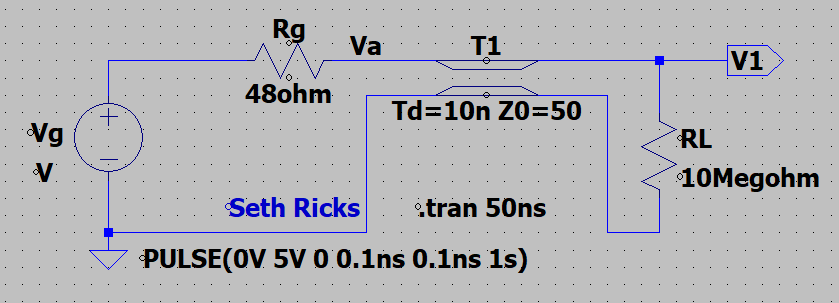 Rg
Va
T1
V1
48ohm
Td=10n Z0=50
Vg
V
RL
10Megohm
Seth Ricks
.tran 50ns
PULSE(0V 5V 0 0.1ns 0.1ns 1s)